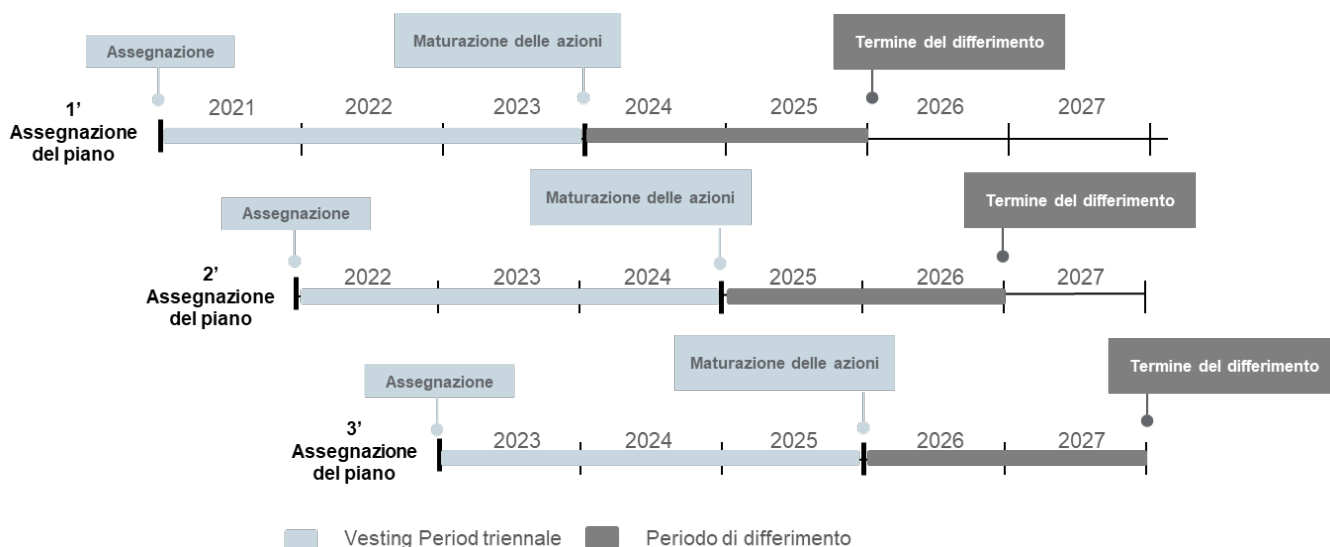 Assegnazione
Maturazione delle azioni
Termine del differimento
1’
Assegnazione
del piano
2021 2022 2023 2024 2025 2026 2027
Assegnazione
Maturazione delle azioni
Termine del differimento
2’
Assegnazione
del piano
2022 2023 2024 2025 2026 2027
Assegnazione
Maturazione delle azioni
Termine del differimento
3’
Assegnazione
del piano
2023 2024 2025 2026 2027
Vesting Period triennale
Periodo di differimento